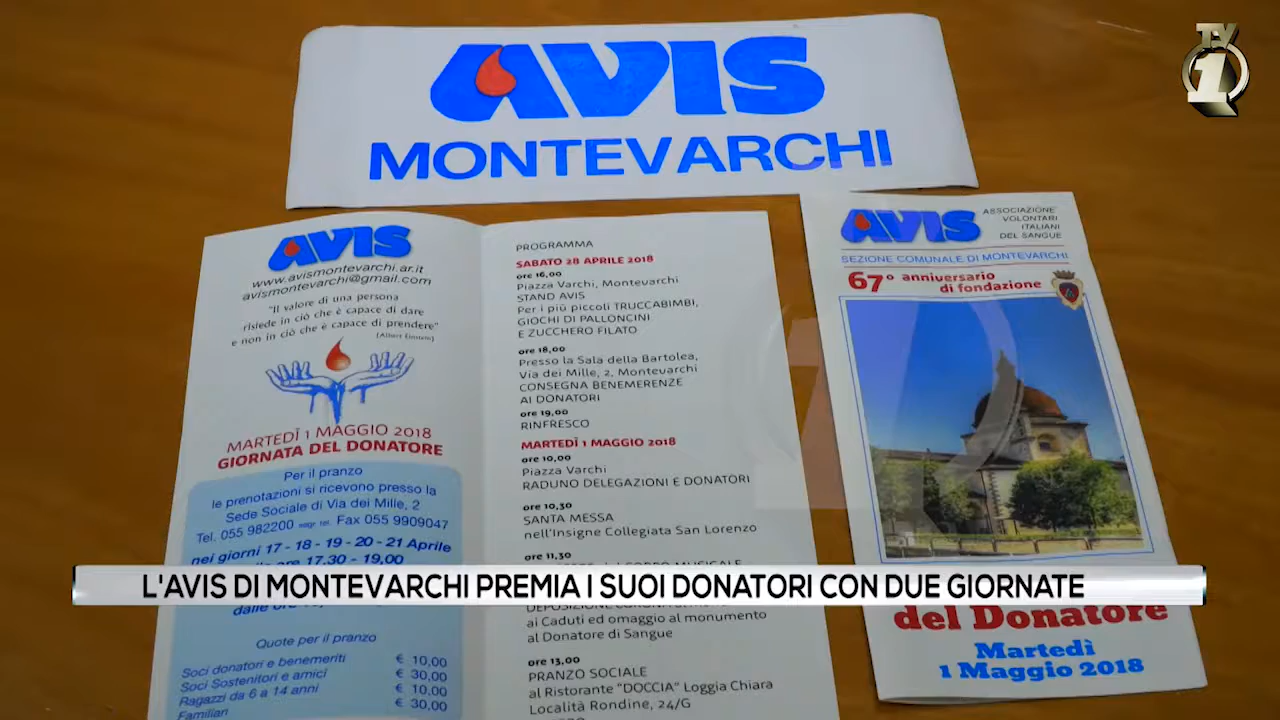 AVIS
MONTEVARCHI
TV
1
AVIS
www.avismontevarchi.ar.it
avismontevarchi@gmail.com
"Il valore di una persona
risiede in ciò che è capace di dare
e non in ciò che è capace di prendere"
(Albert Einstein)
MARTEDÌ 1 MAGGIO 2018
GIORNATA DEL DONATORE
Per il pranzo
le prenotazioni si ricevono presso la
Sede Sociale di Via dei Mille, 2
Tel. 055 982200 segr. tel. Fax 055 9909047
nei giorni 17 - 18 - 19 - 20 - 21 Aprile
17.30 - 19,00
dalle
Quote per il pranzo
Soci donatori e benemeriti € 10,00
Soci Sostenitori e amici € 30,00
Ragazzi da 6 a 14 anni € 10,00
Familiari € 30,00
PROGRAMMA
SABATO 28 APRILE 2018
ore 16,00
Piazza Varchi, Montevarchi
STAND AVIS
Per i più piccoli TRUCCABIMBI,
GIOCHI DI PALLONCINI
E ZUCCHERO FILATO
ore 18,00
Presso la Sala della Bartolea,
Via dei Mille, 2, Montevarchi
CONSEGNA BENEMERENZE
AI DONATORI
ore 19,00
RINFRESCO
MARTEDÌ 1 MAGGIO 2018
ore 10,00
Piazza Varchi
RADUNO DELEGAZIONI E DONATORI
ore 10,30
SANTA MESSA
nell'Insigne Collegiata San Lorenzo
ore 11,30
ai Caduti ed omaggio al monumento
al Donatore di Sangue
ore 13,00
PRANZO SOCIALE
al Ristorante "DOCCIA" Loggia Chiara
Località Rondine, 24/G
AVIS
ASSOCIAZIONE
VOLONTARI
ITALIANI
DEL SANGUE
SEZIONE COMUNALE DI MONTEVARCHI
67° anniversario
di fondazione
del Donatore
Martedì
1 Maggio 2018
L'AVIS DI MONTEVARCHI PREMIA I SUOI DONATORI CON DUE GIORNATE